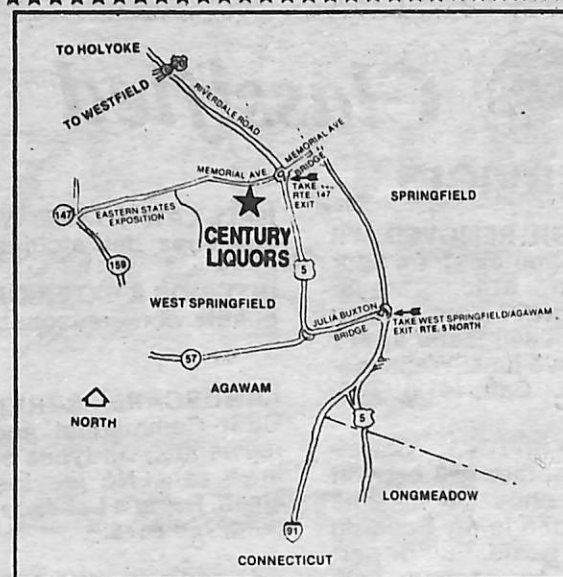 TO HOLYOKE
TO WESTFIELD
20
RIVERDALE ROAD
MEMORIAL AVE
BRIDGE
MEMORIAL AVE
TAKE
RTE. 147
EXIT
SPRINGFIELD
147
EASTERN STATES
EXPOSITION
159
CENTURY
LIQUORS
5
WEST SPRINGFIELD
JULIA BUXTON
BRIDGE
TAKE WEST SPRINGFIELD/AGAWAM
EXIT - RTE. 5 NORTH
57
AGAWAM
NORTH
5
LONGMEADOW
91
CONNECTICUT